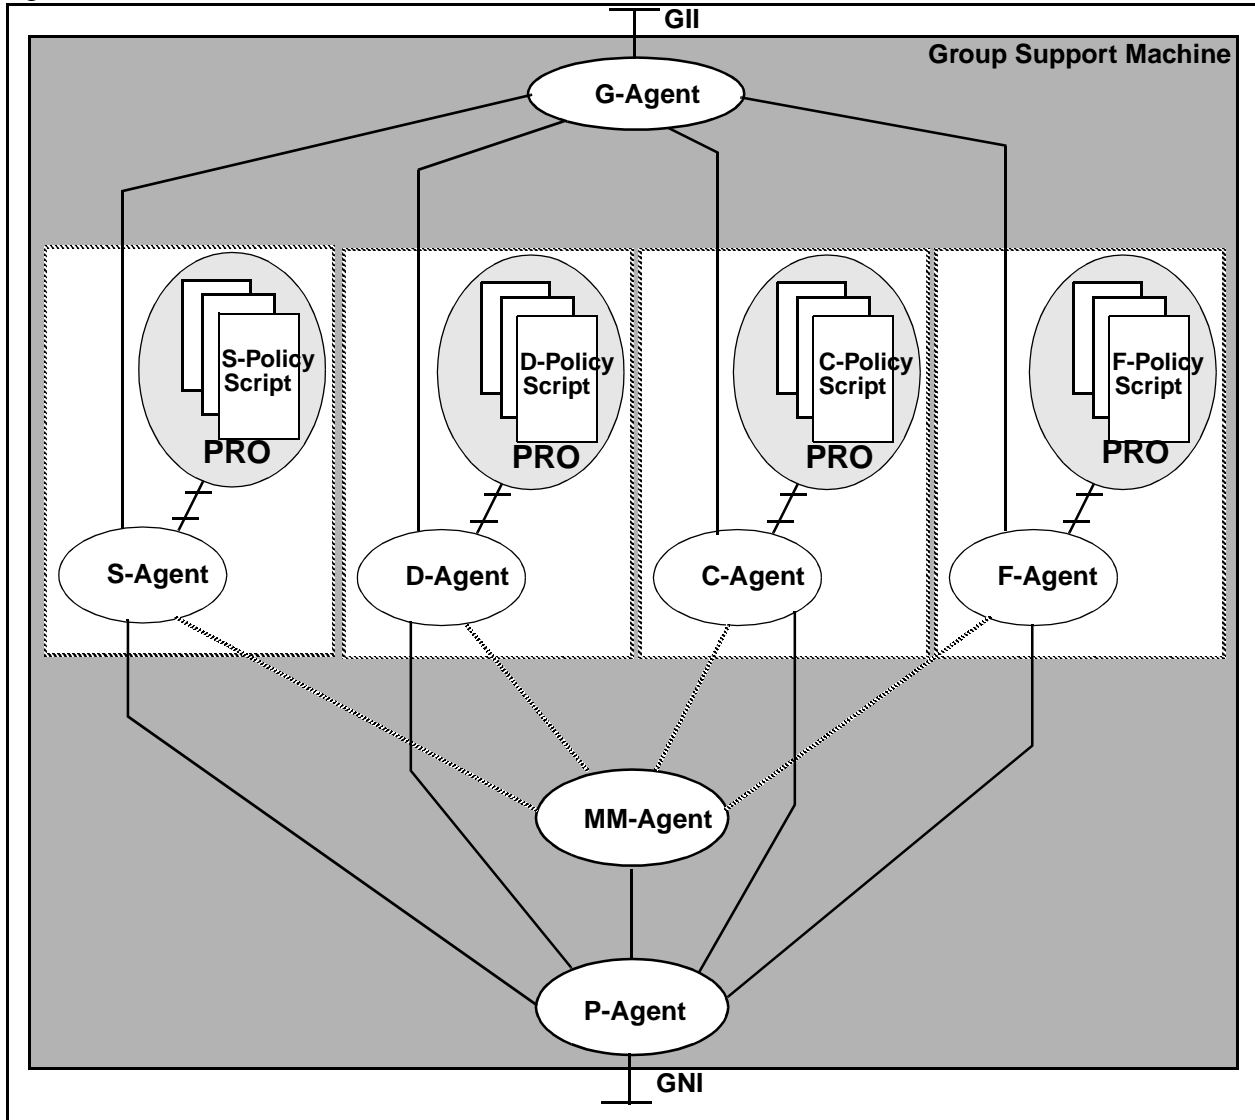 GII
Group Support Machine
G-Agent
S-Policy
Script
PRO
D-Policy
Script
PRO
C-Policy
Script
PRO
F-Policy
Script
PRO
S-Agent
D-Agent
C-Agent
F-Agent
MM-Agent
P-Agent
GNI